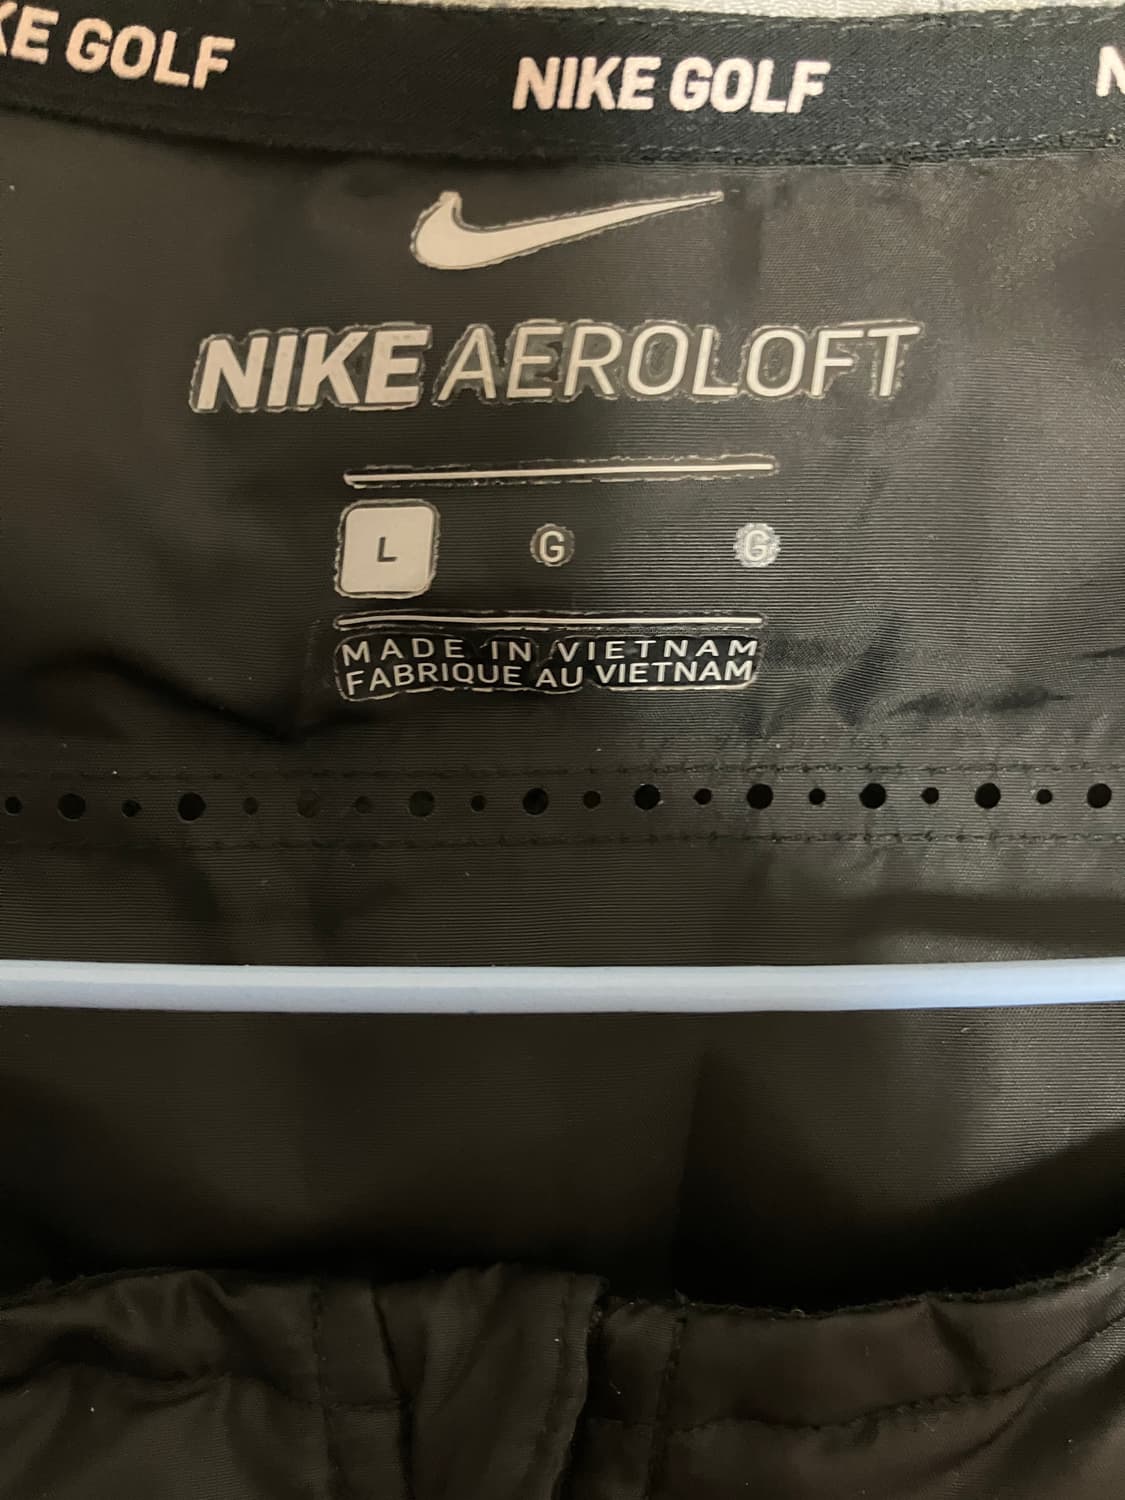 KE GOLF NIKE GOLF N
NIKE AEROLOFT
L G G
MADE IN VIETNAM
FABRIQUE AU VIETNAM